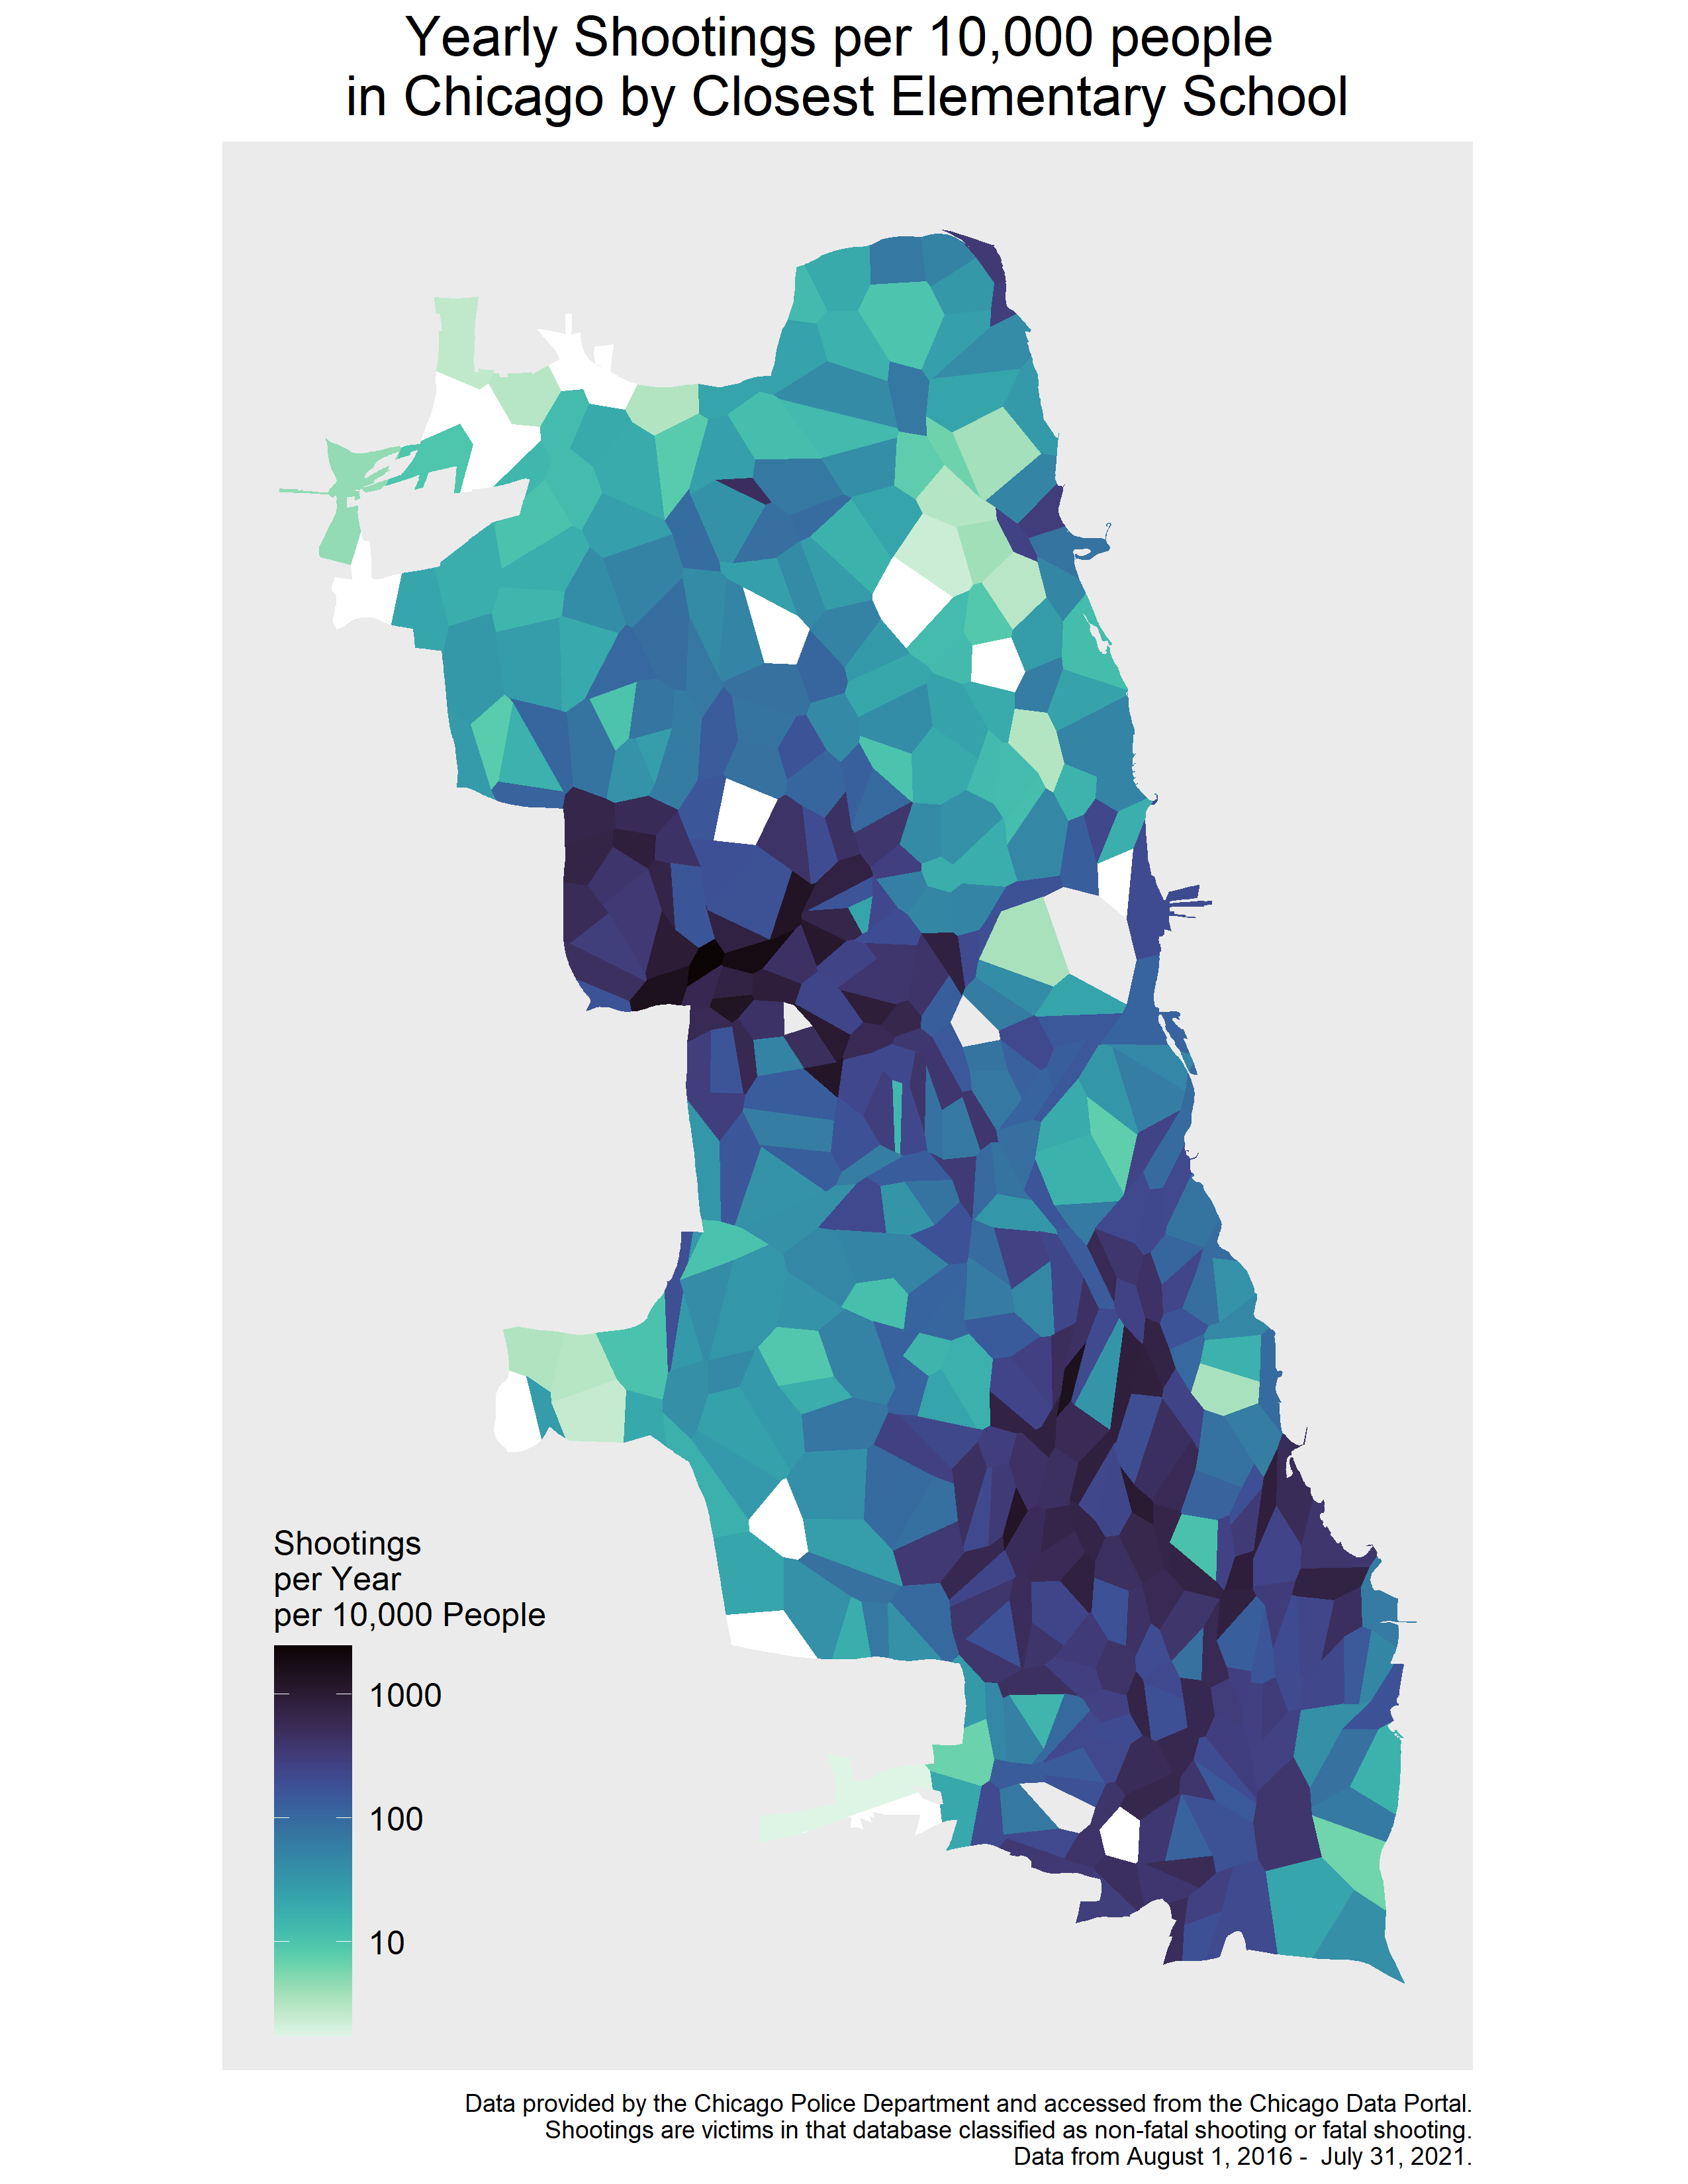 Yearly Shootings per 10,000 people
in Chicago by Closest Elementary School
Shootings
per Year
per 10,000 People
1000
100
10
Data provided by the Chicago Police Department and accessed from the Chicago Data Portal.
Shootings are victims in that database classified as non-fatal shooting or fatal shooting.
Data from August 1, 2016 -  July 31, 2021.